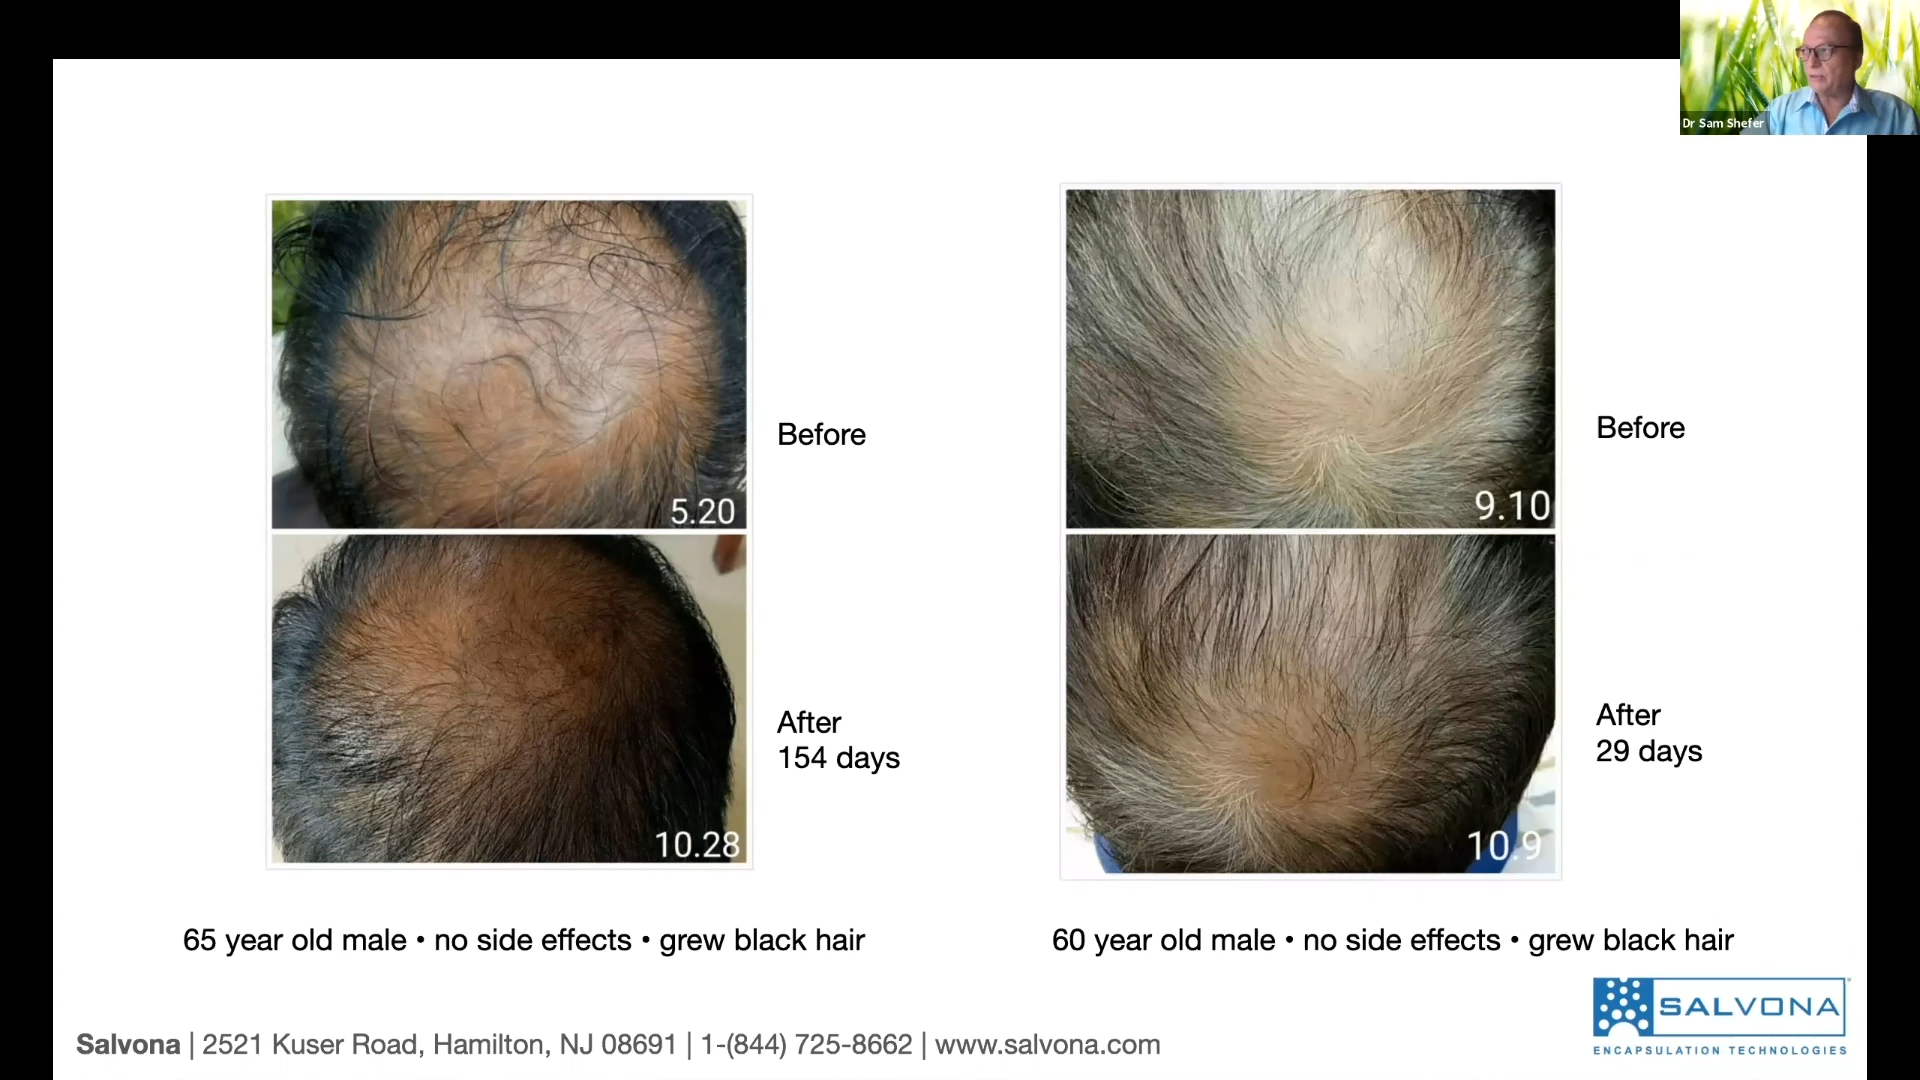 Dr Sam Shefer
5.20
Before
10.28
After
154 days
65 year old male • no side effects • grew black hair
9.10
Before
10.9
After
29 days
60 year old male • no side effects • grew black hair
SALVONA
ENCAPSULATION TECHNOLOGIES
Salvona | 2521 Kuser Road, Hamilton, NJ 08691 | 1-(844) 725-8662 | www.salvona.com